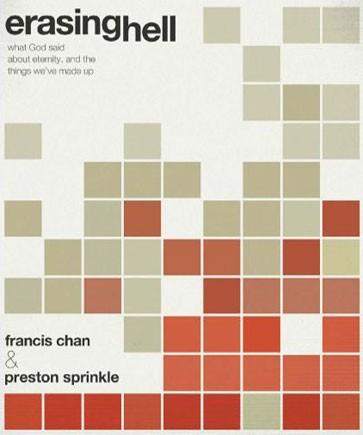 erasinghell
what God said
about eternity, and the
things we've made up
francis chan
&
preston sprinkle